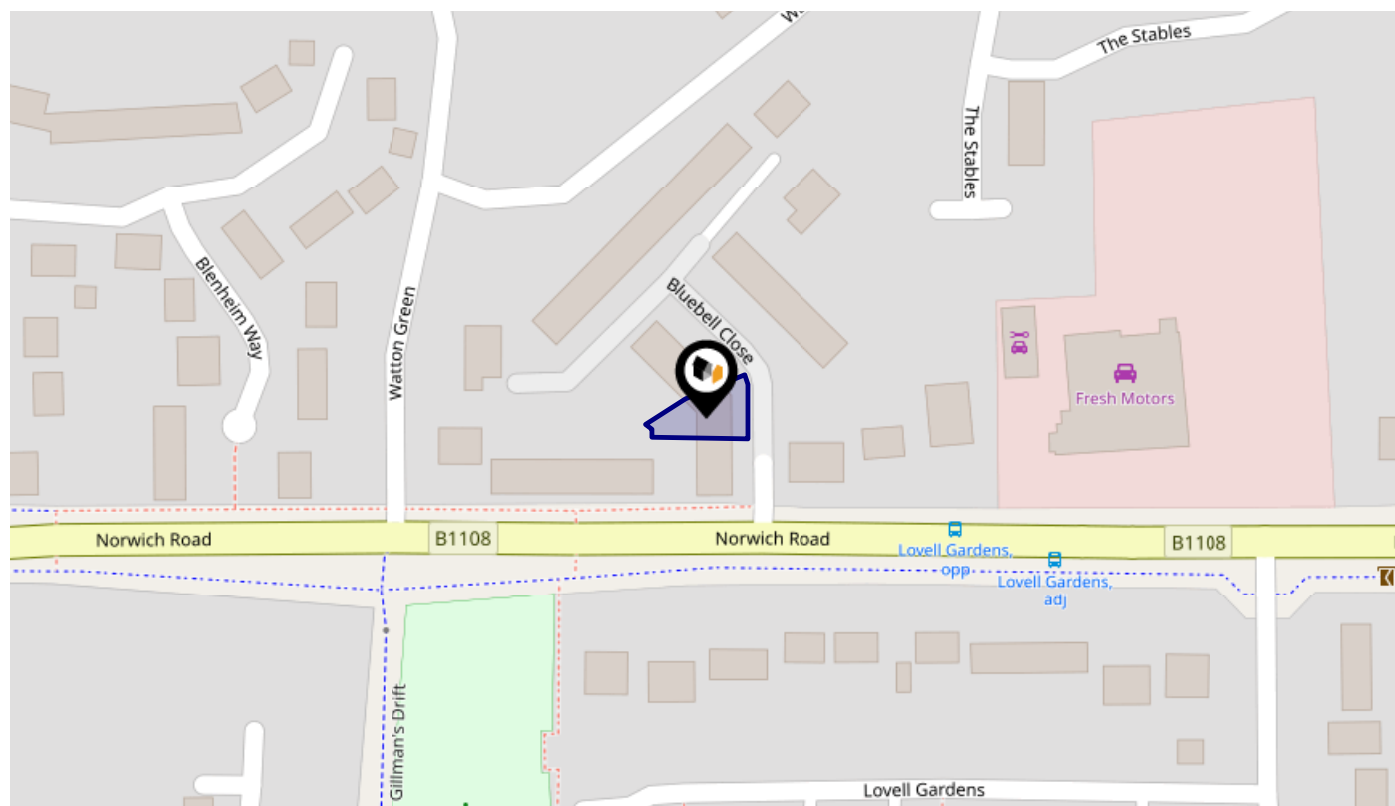 The Stables
The Stables
Blenheim Way
Watton Green
Bluebell Close
Fresh Motors
Norwich Road
B1108
Norwich Road
B1108
Lovell Gardens,
opp
Lovell Gardens,
adj
Gillman's Drift
Lovell Gardens